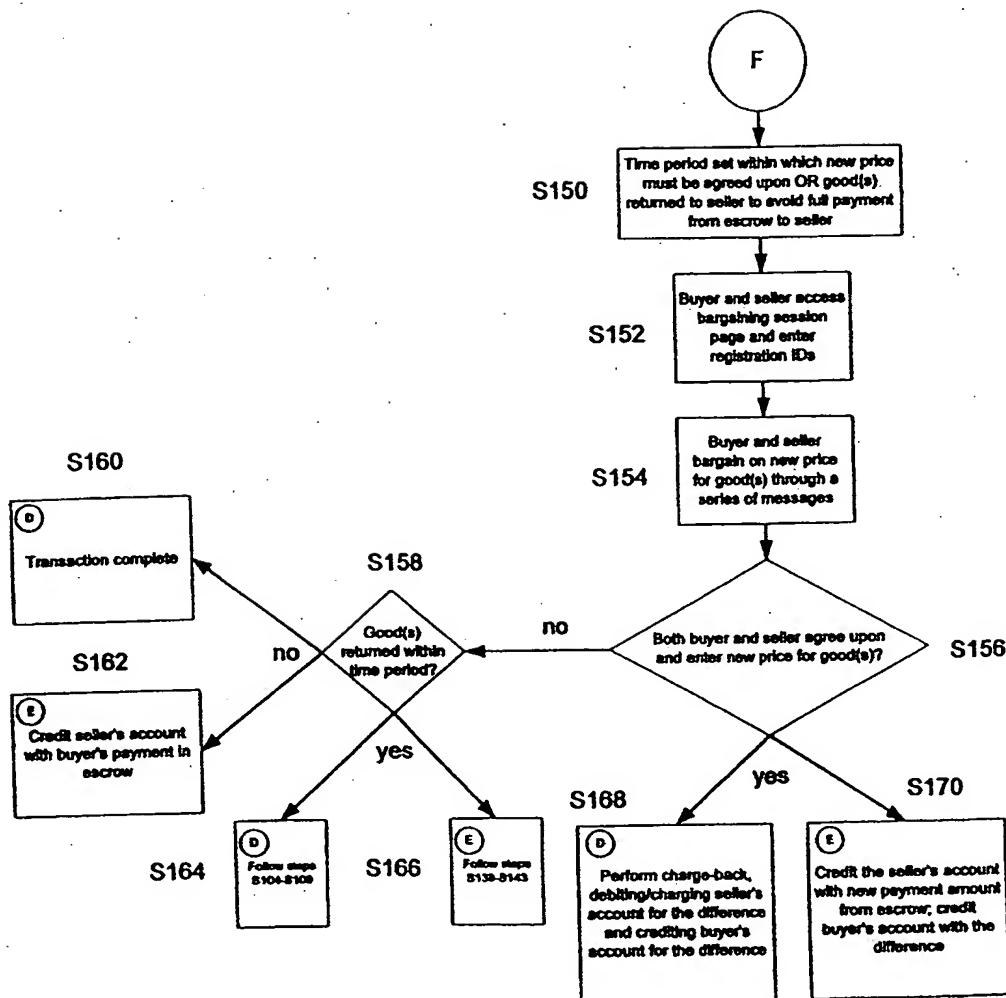 F
S150
Time period set within which new price
must be agreed upon OR good(s)
returned to seller to avoid full payment
from escrow to seller
S152
Buyer and seller access
bargaining session
page and enter
registration IDs
S154
Buyer and seller
bargain on new price
for good(s) through a
series of messages
S156
Both buyer and seller agree upon
and enter new price for good(s)?
no
yes
S158
Good(s)
returned within
time period?
no
yes
S160
D
Transaction complete
S162
E
Credit seller's account
with buyer's payment in
escrow
S164
D
Follow steps
S104-S109
S166
E
Follow steps
S139-S143
S168
D
Perform charge-back,
debiting/charging seller's
account for the difference
and crediting buyer's
account for the difference
S170
E
Credit the seller's account
with new payment amount
from escrow; credit
buyer's account with the
difference